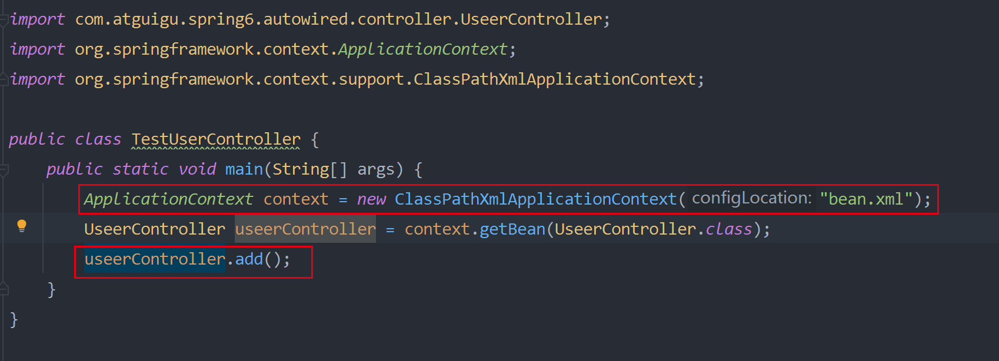 import com.atguigu.spring6.autowired.controller.UseerController;
import org.springframework.context.ApplicationContext;
import org.springframework.context.support.ClassPathXmlApplicationContext;
public class TestUserController {
public static void main(String[] args) {
ApplicationContext context = new ClassPathXmlApplicationContext( configLocation: "bean.xml");
UseerController useerController = context.getBean(UseerController.class);
useerController.add();
}
}